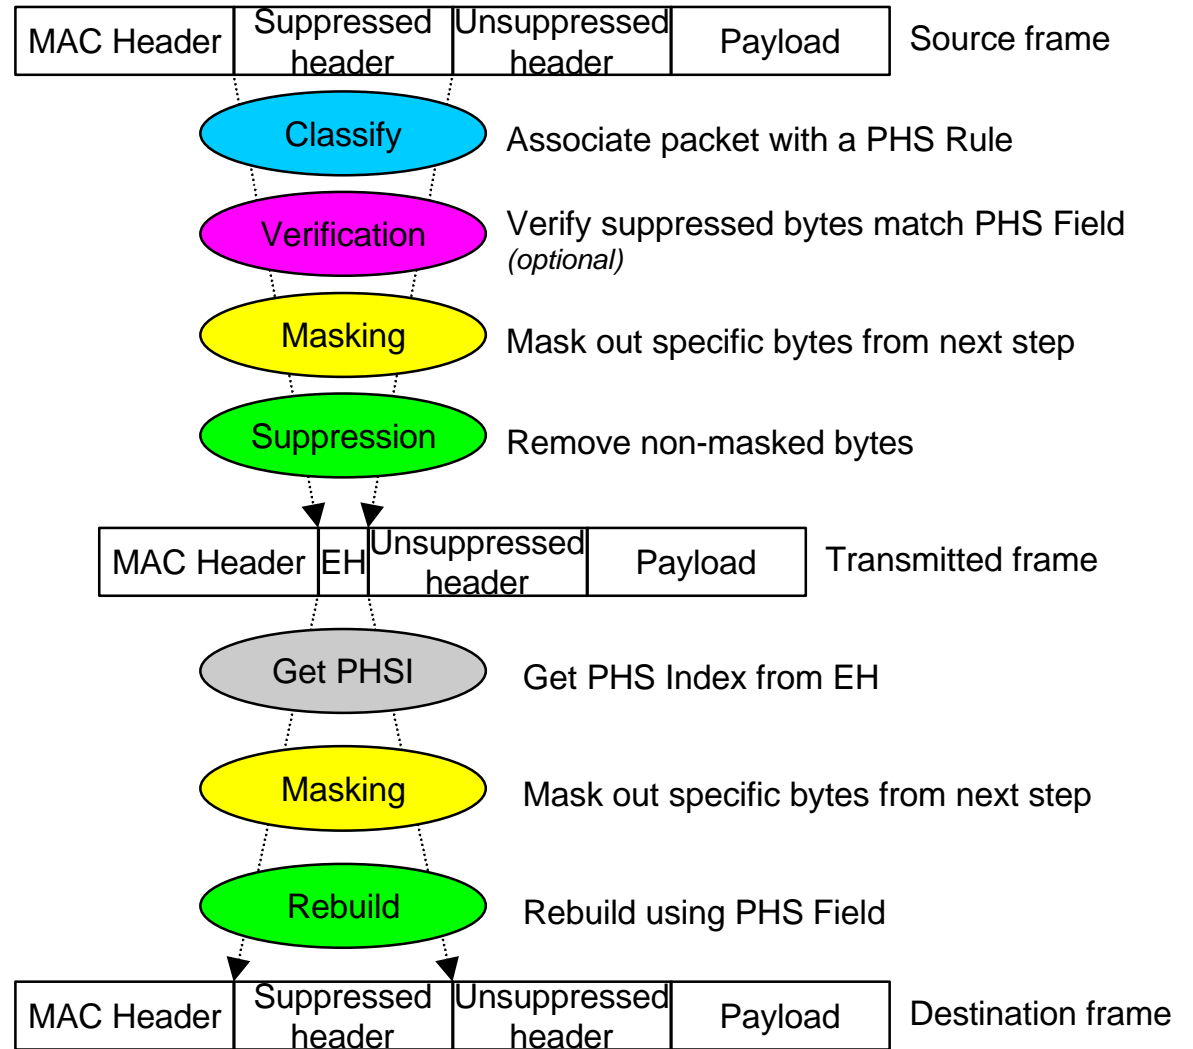 MAC Header Suppressed header Unsuppressed header Payload Source frame
Classify Associate packet with a PHS Rule
Verification Verify suppressed bytes match PHS Field
(optional)
Masking Mask out specific bytes from next step
Suppression Remove non-masked bytes
MAC Header EH Unsuppressed header Payload Transmitted frame
Get PHSI Get PHS Index from EH
Masking Mask out specific bytes from next step
Rebuild Rebuild using PHS Field
MAC Header Suppressed header Unsuppressed header Payload Destination frame